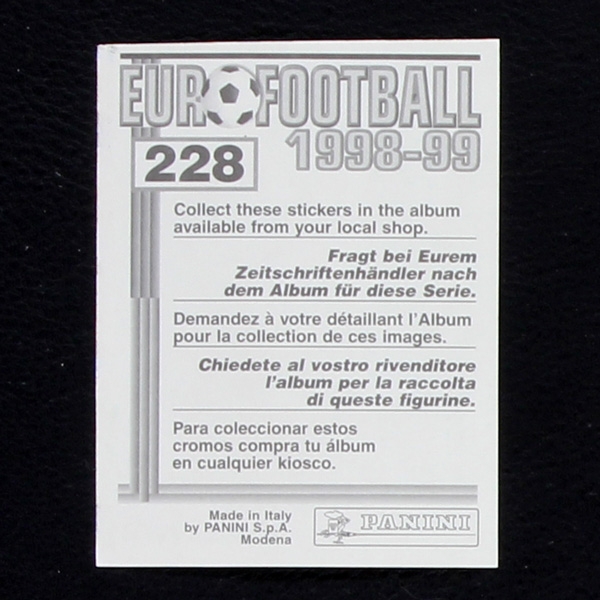 EUROFOOTBALL
1998-99
228
Collect these stickers in the album
available from your local shop.
Fragt bei Eurem
Zeitschriftenhändler nach
dem Album für diese Serie.
Demandez à votre détaillant l'Album
pour la collection de ces images.
Chiedete al vostro rivenditore
l'album per la raccolta
di queste figurine.
Para coleccionar estos
cromos compra tu álbum
en cualquier kiosco.
Made in Italy
by PANINI S.p.A.
Modena
PANINI